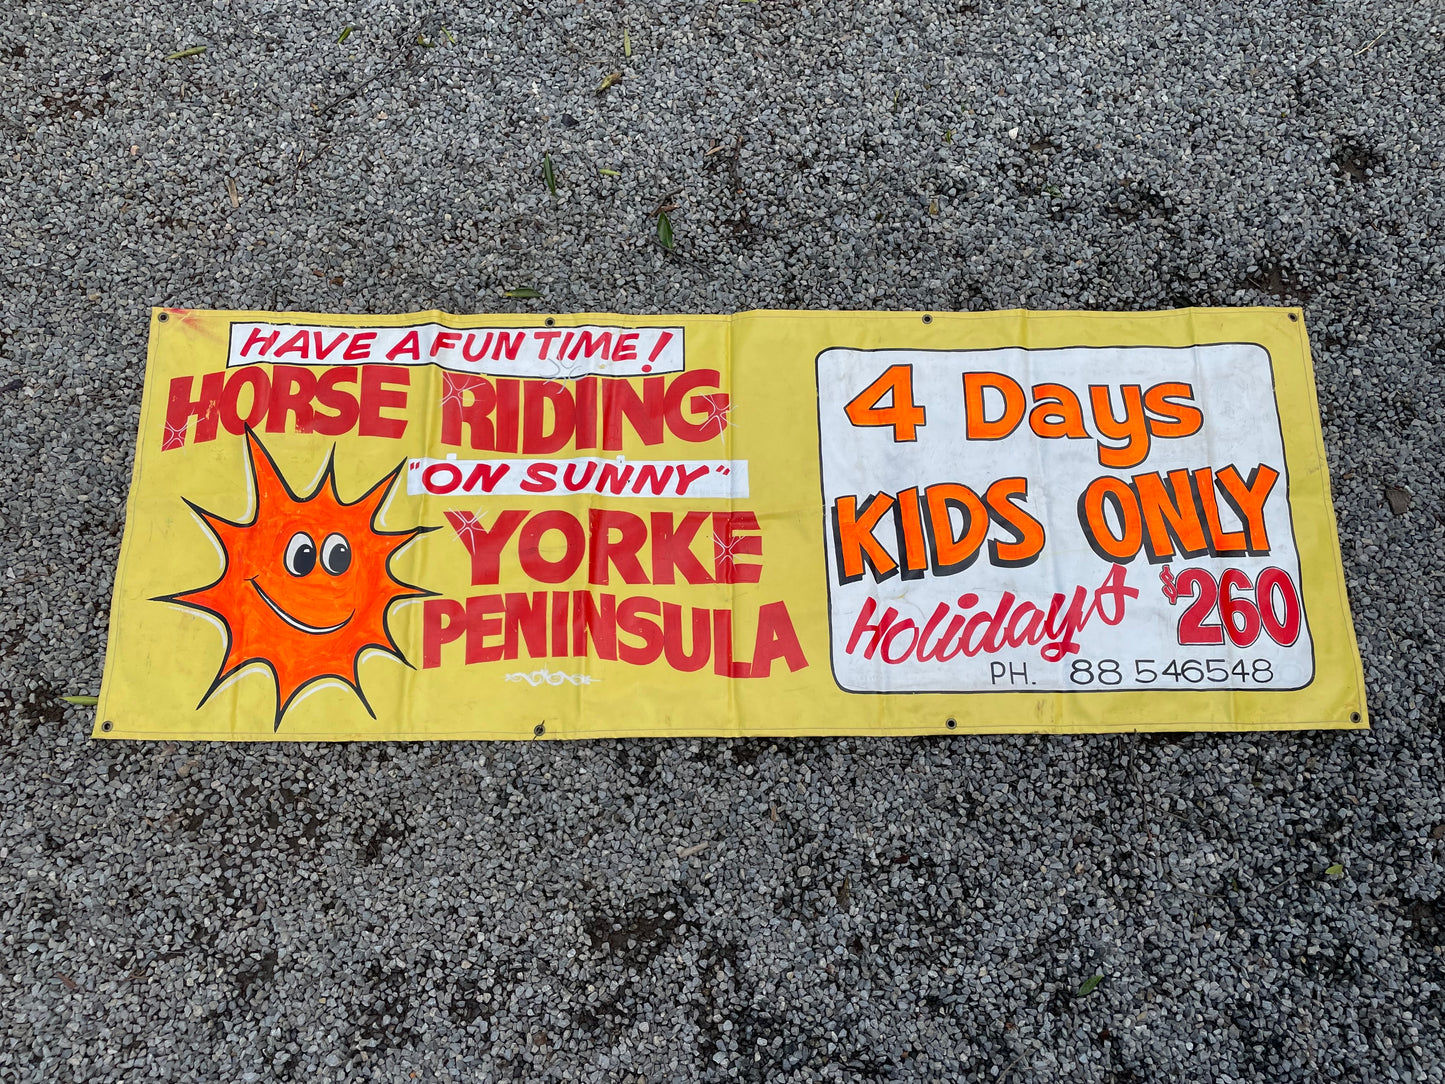 HAVE A FUN TIME!
HORSE RIDING
"ON SUNNY"
YORKE
PENINSULA
4 Days
KIDS ONLY
Holidays $260
PH. 88 546548